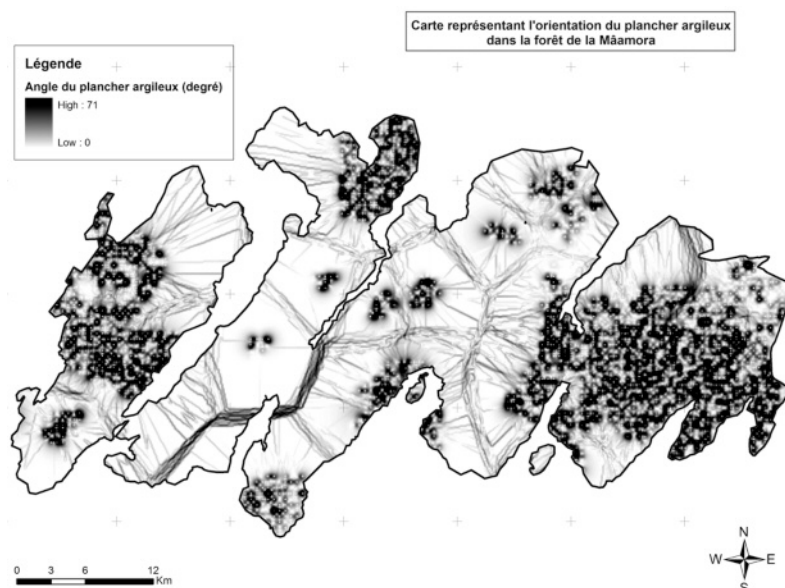 Carte représentant l'orientation du plancher argileux
dans la forêt de la Mâamora
Légende
Angle du plancher argileux (degré)
High : 71
Low : 0
N
W E
S
0 3 6 12
Km